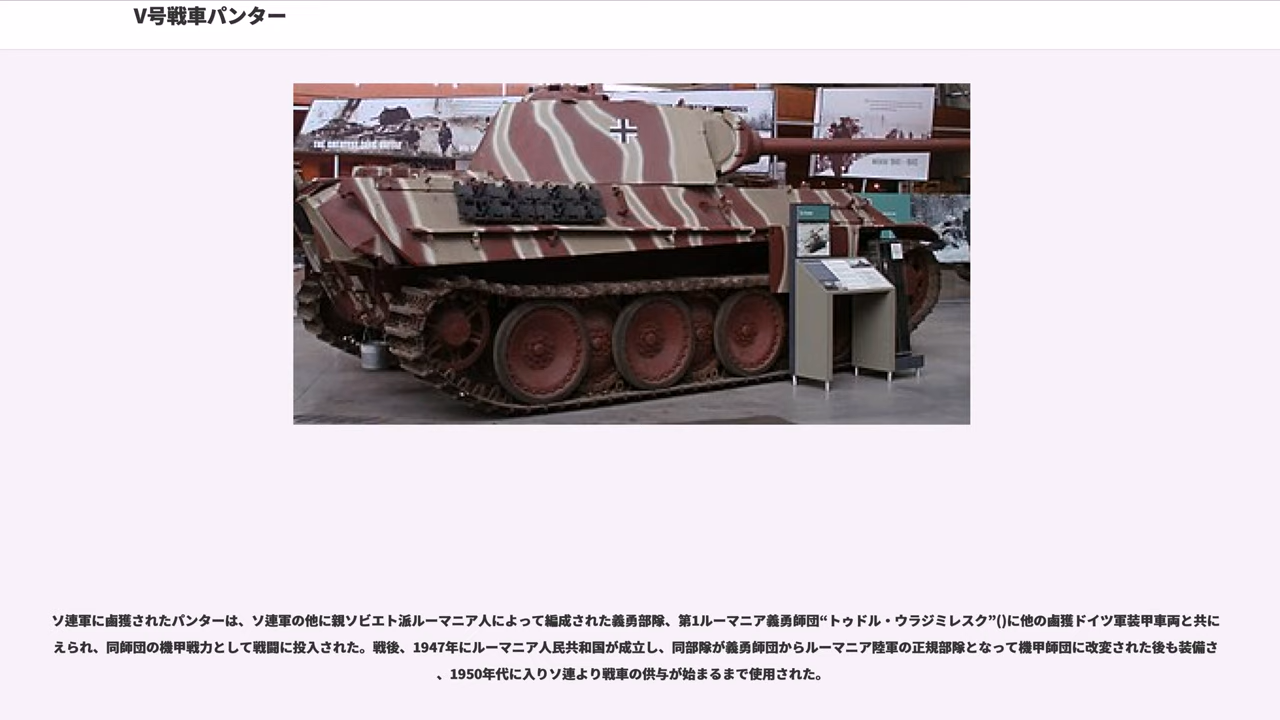 V号戦車パンター
THE GREATEST TANK BATTLE
ソ連軍に鹵獲されたパンターは、ソ連軍の他に親ソビエト派ルーマニア人によって編成された義勇部隊、第1ルーマニア義勇師団“トゥドル・ウラジミレスク”()に他の鹵獲ドイツ軍装甲車両と共に
えられ、同師団の機甲戦力として戦闘に投入された。戦後、1947年にルーマニア人民共和国が成立し、同部隊が義勇師団からルーマニア陸軍の正規部隊となって機甲師団に改変された後も装備さ
、1950年代に入りソ連より戦車の供与が始まるまで使用された。